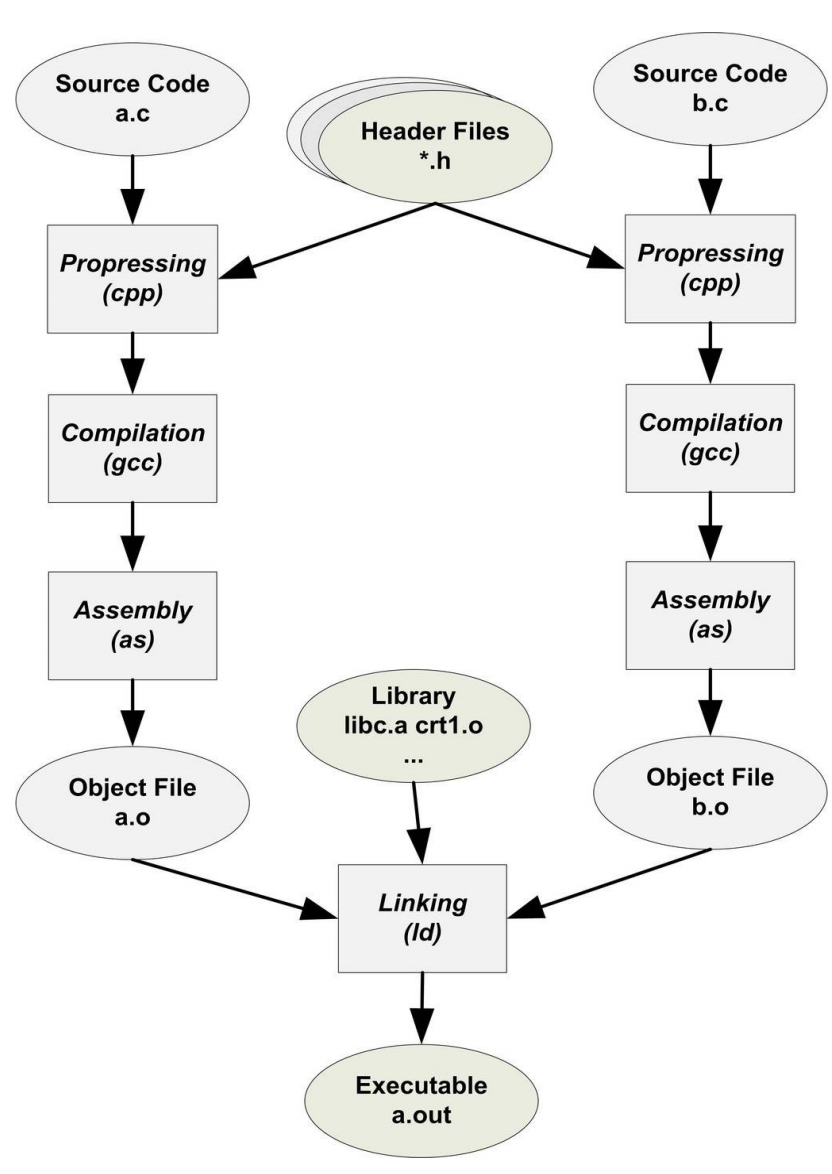 Source Code
a.c
Header Files
*.h
Source Code
b.c
Propressing
(cpp)
Propressing
(cpp)
Compilation
(gcc)
Compilation
(gcc)
Assembly
(as)
Assembly
(as)
Library
libc.a crt1.o
...
Object File
a.o
Object File
b.o
Linking
(ld)
Executable
a.out